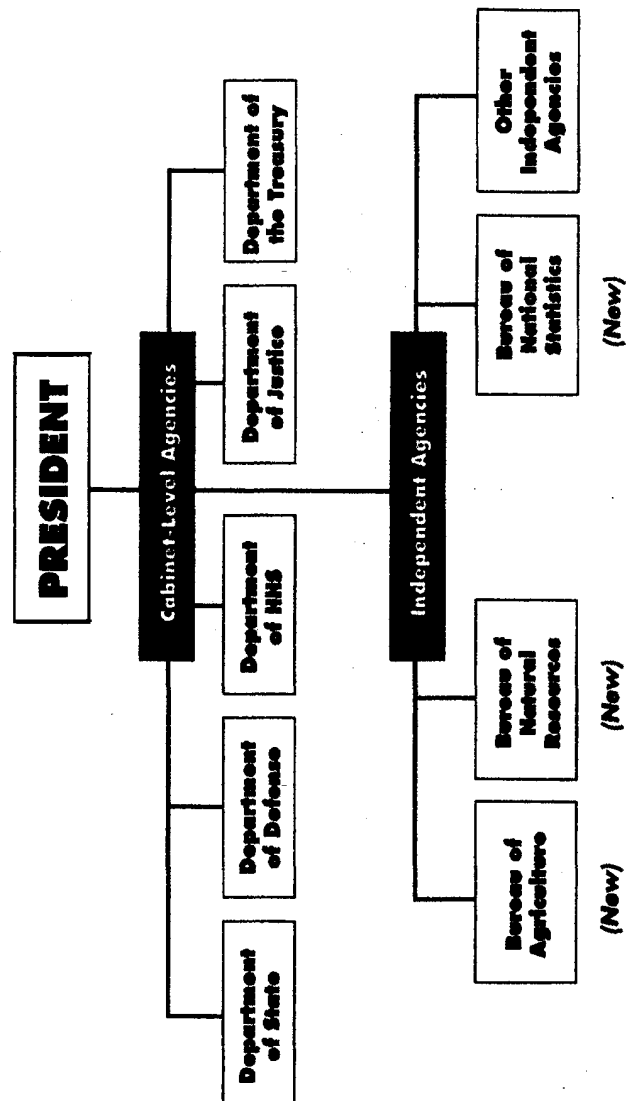 PRESIDENT
Cabinet-Level Agencies
Department
of State
Department
of Defense
Department
of HHS
Department
of Justice
Department of
the Treasury
Independent Agencies
Bureau of
Agriculture
(New)
Bureau of
Natural
Resources
(New)
Bureau of
National
Statistics
(New)
Other
Independent
Agencies